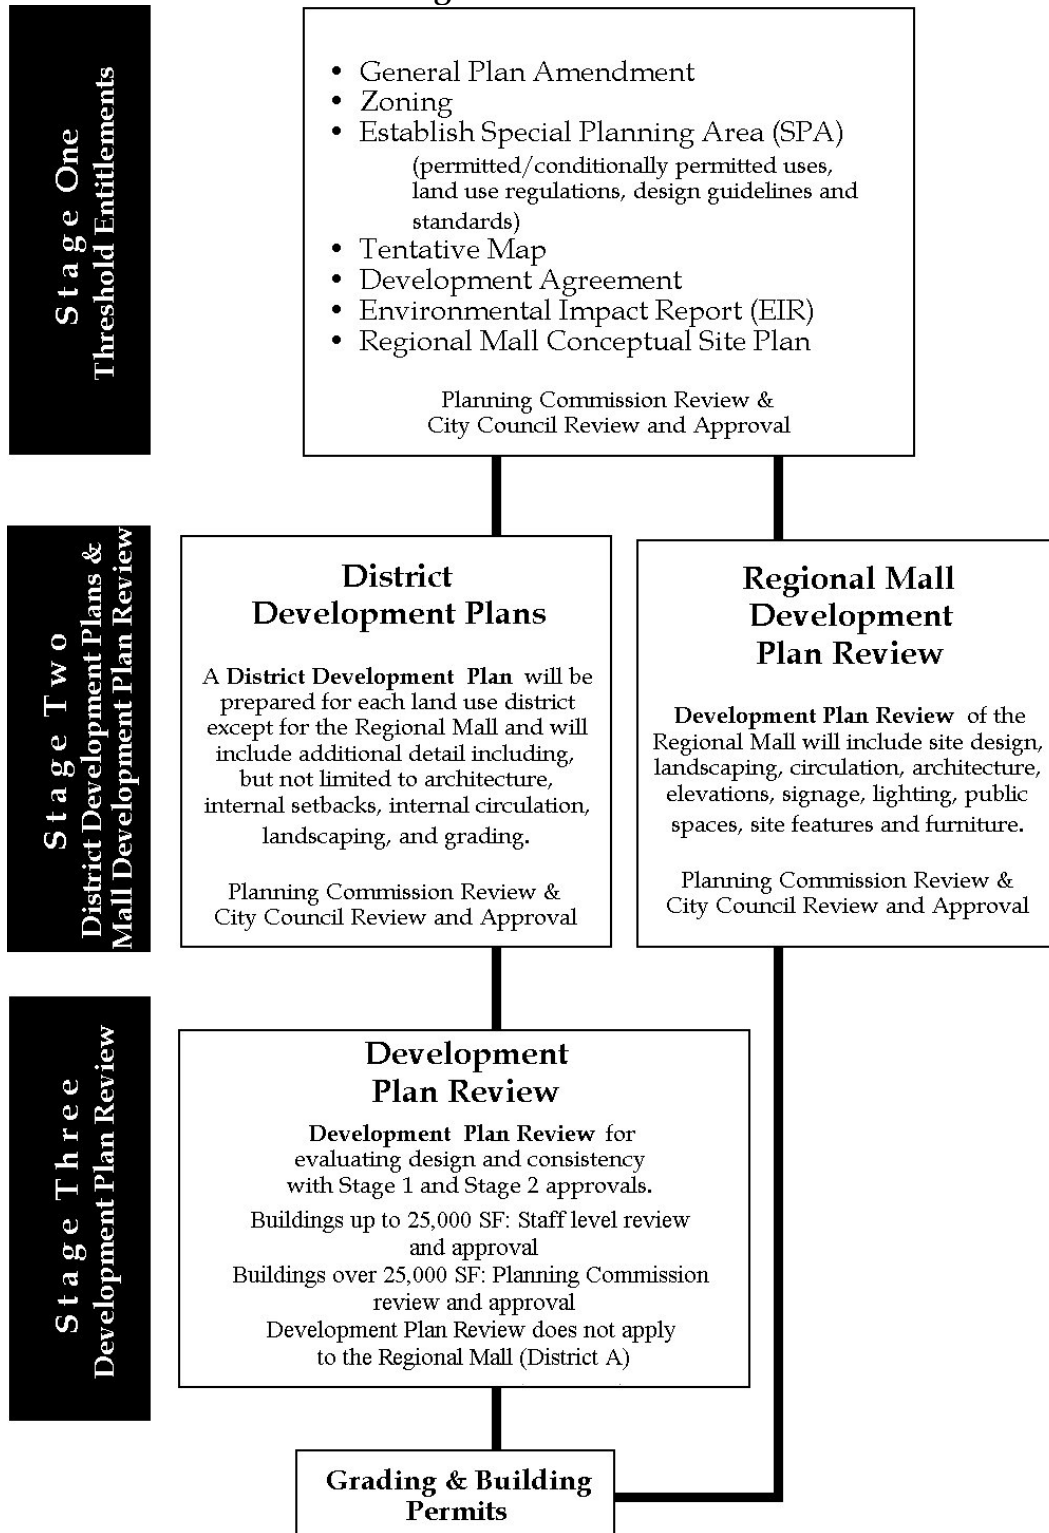 Stage One
Threshold Entitlements
• General Plan Amendment
• Zoning
• Establish Special Planning Area (SPA)
(permitted/conditionally permitted uses,
land use regulations, design guidelines and
standards)
• Tentative Map
• Development Agreement
• Environmental Impact Report (EIR)
• Regional Mall Conceptual Site Plan
Planning Commission Review &
City Council Review and Approval
Stage Two
District Development Plans &
Mall Development Plan Review
District
Development Plans
A District Development Plan will be
prepared for each land use district
except for the Regional Mall and will
include additional detail including,
but not limited to architecture,
internal setbacks, internal circulation,
landscaping, and grading.
Planning Commission Review &
City Council Review and Approval
Regional Mall
Development
Plan Review
Development Plan Review of the
Regional Mall will include site design,
landscaping, circulation, architecture,
elevations, signage, lighting, public
spaces, site features and furniture.
Planning Commission Review &
City Council Review and Approval
Stage Three
Development Plan Review
Development
Plan Review
Development Plan Review for
evaluating design and consistency
with Stage 1 and Stage 2 approvals.
Buildings up to 25,000 SF: Staff level review
and approval
Buildings over 25,000 SF: Planning Commission
review and approval
Development Plan Review does not apply
to the Regional Mall (District A)
Grading & Building
Permits